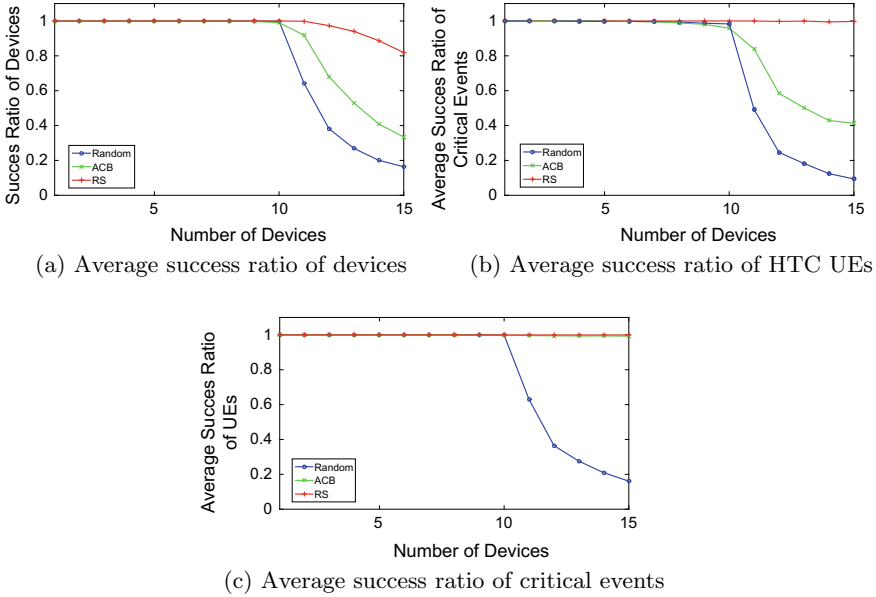 1
0.8
0.6
0.4
0.2
0
Succes Ratio of Devices
Random
ACB
RS
5
10
15
Number of Devices
(a) Average success ratio of devices
1
0.8
0.6
0.4
0.2
0
Average Succes Ratio of
Critical Events
Random
ACB
RS
5
10
15
Number of Devices
(b) Average success ratio of HTC UEs
1
0.8
0.6
0.4
0.2
0
Average Succes Ratio
of UEs
Random
ACB
RS
5
10
15
Number of Devices
(c) Average success ratio of critical events